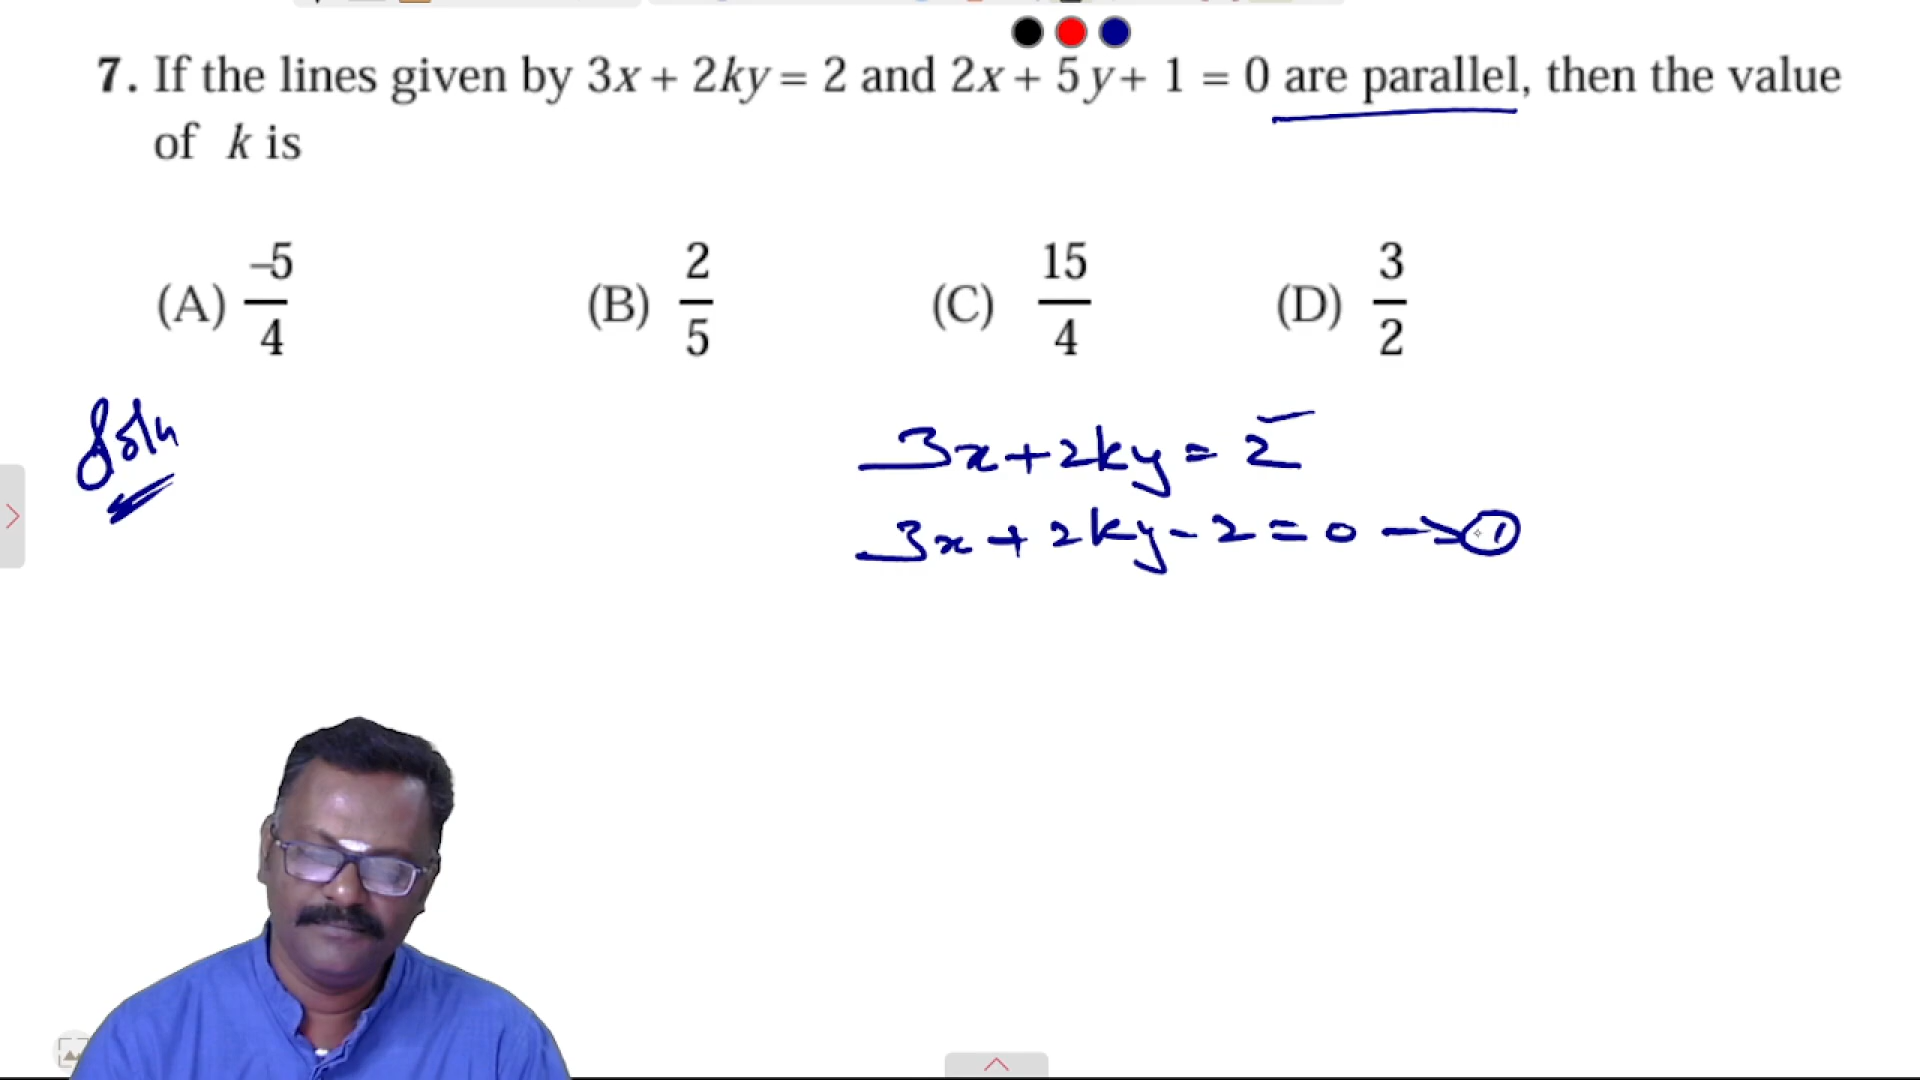 7. If the lines given by 3x + 2ky = 2 and 2x + 5y + 1 = 0 are parallel, then the value
of k is
(A) –5/4 (B) 2/5 (C) 15/4 (D) 3/2
Soln
3x + 2ky = 2
3x + 2ky - 2 = 0 → ①